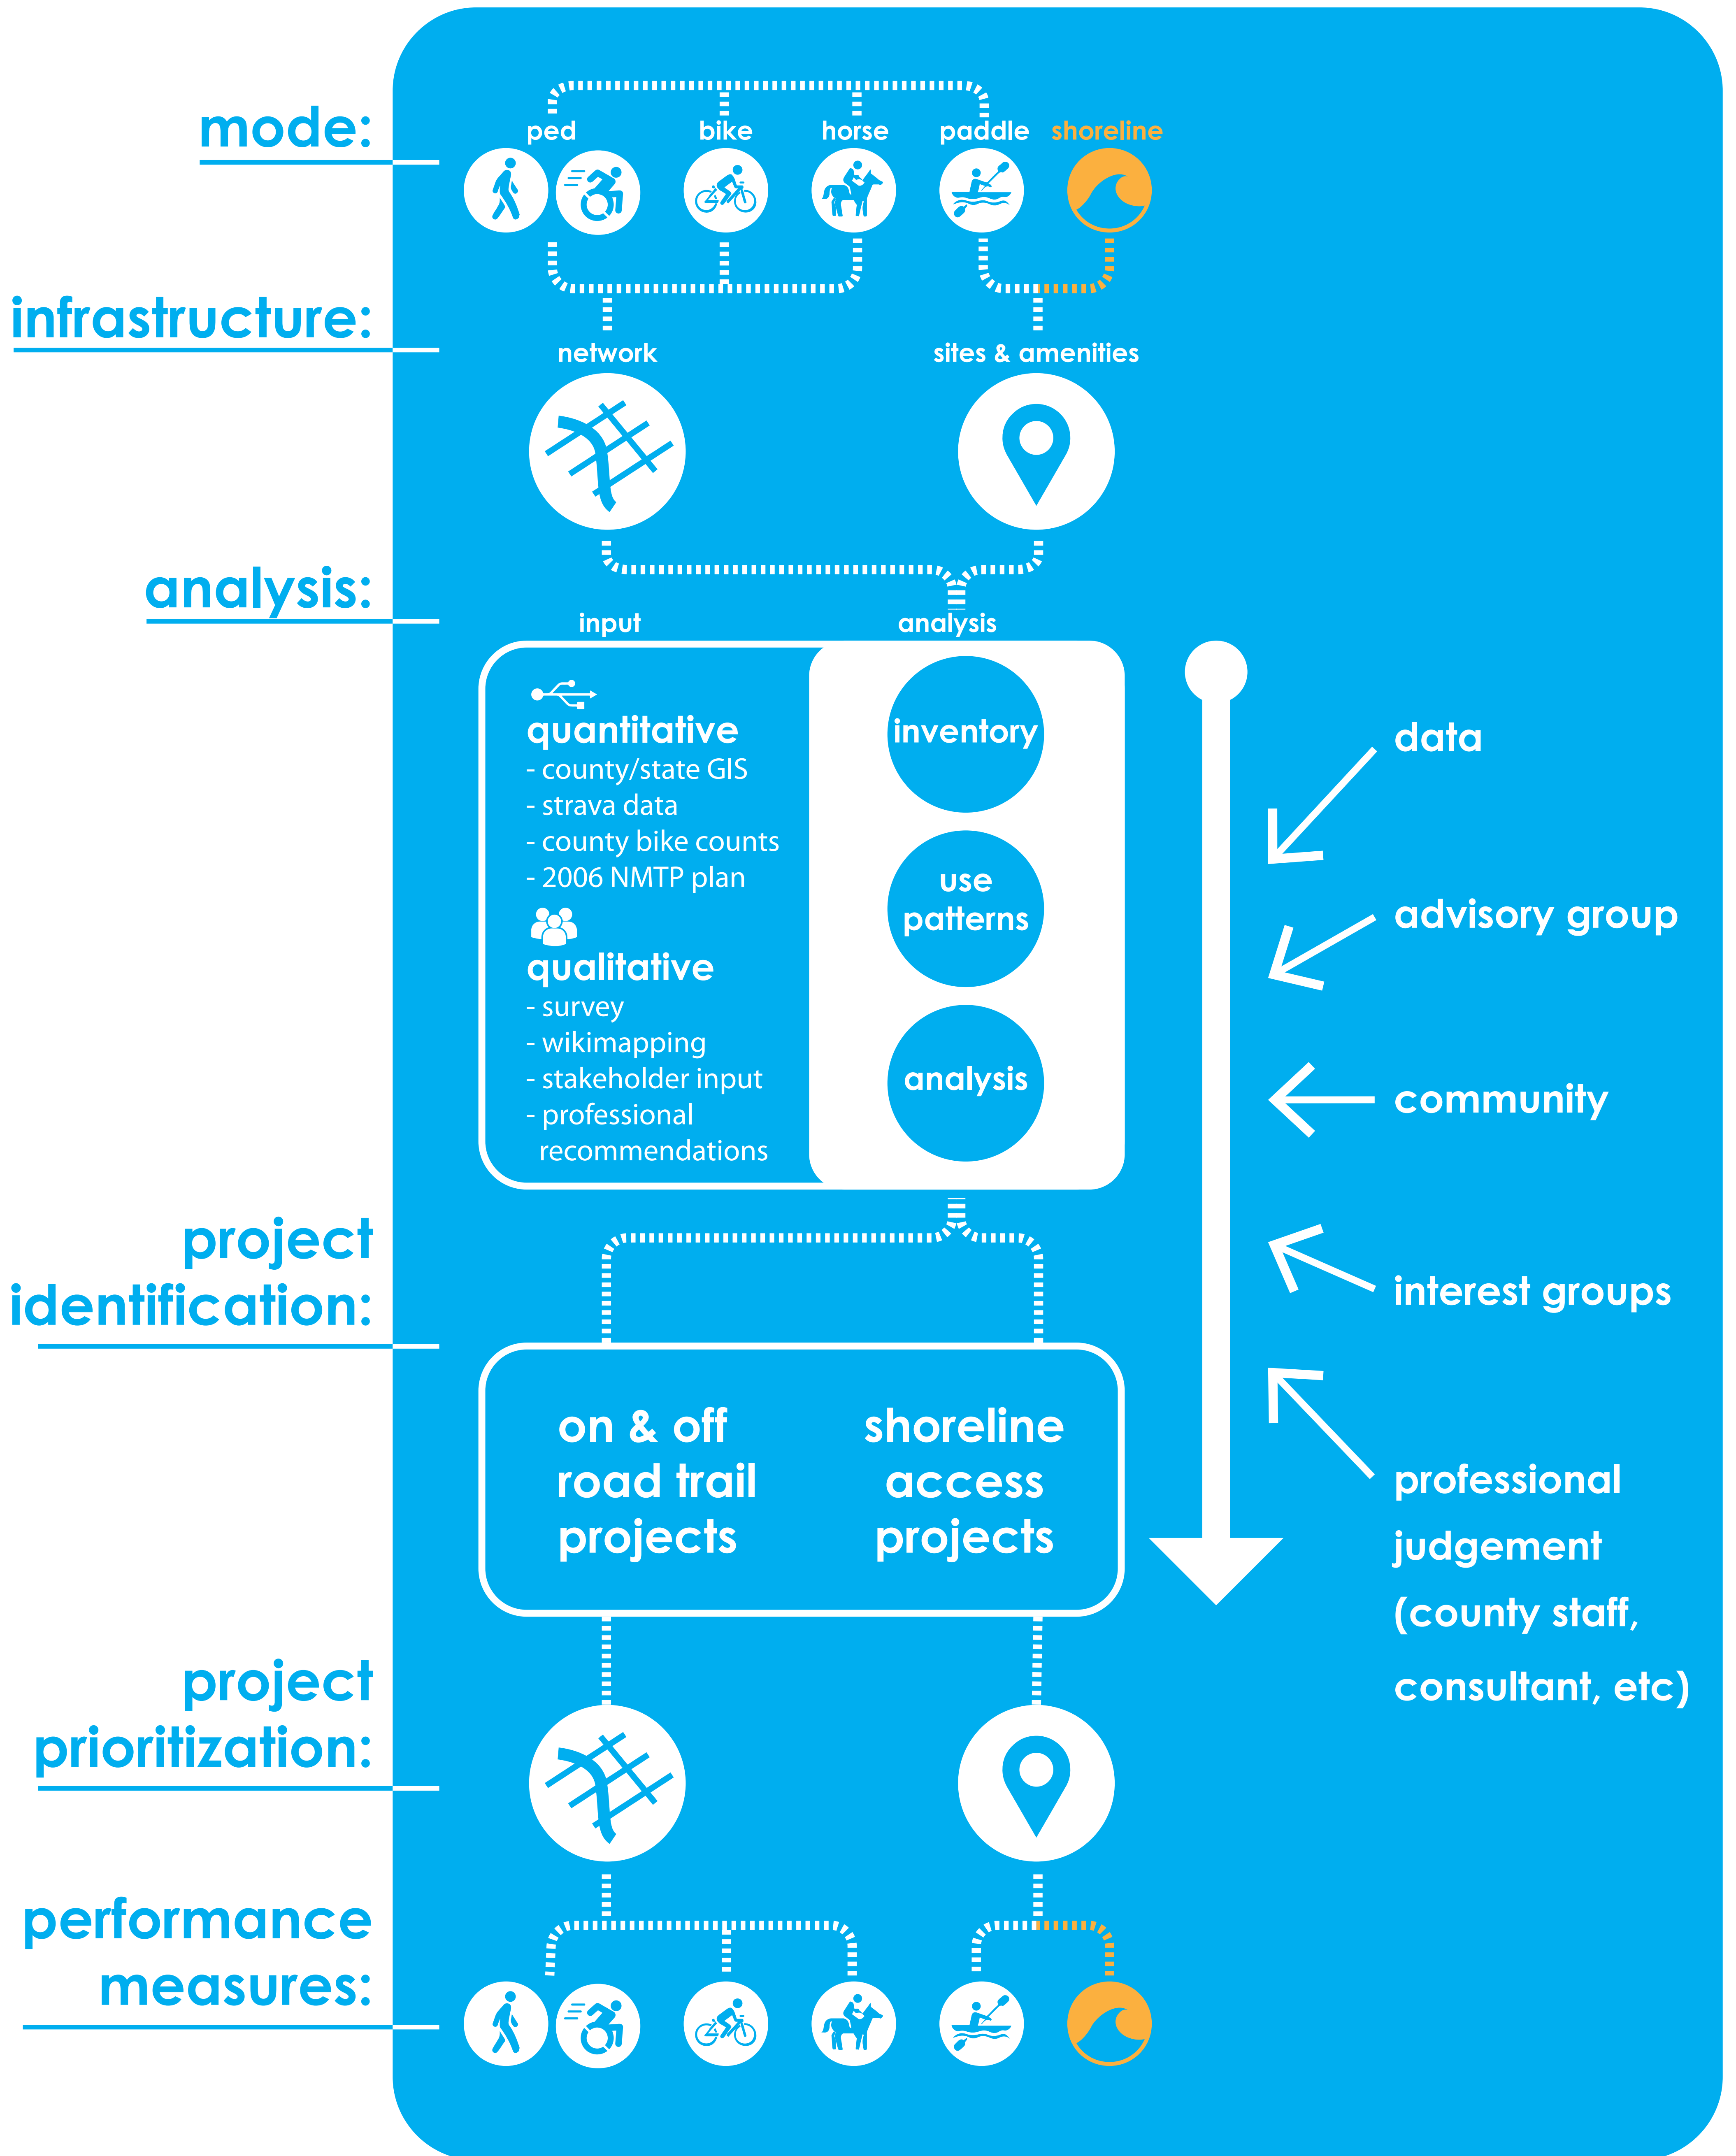 mode:
ped
bike
horse
paddle
shoreline
infrastructure:
network
sites & amenities
analysis:
input
analysis
quantitative
- county/state GIS
- strava data
- county bike counts
- 2006 NMTP plan
qualitative
- survey
- wikimapping
- stakeholder input
- professional
recommendations
inventory
use
patterns
analysis
data
advisory group
community
interest groups
professional
judgement
(county staff,
consultant, etc)
project
identification:
on & off
road trail
projects
shoreline
access
projects
project
prioritization:
performance
measures: